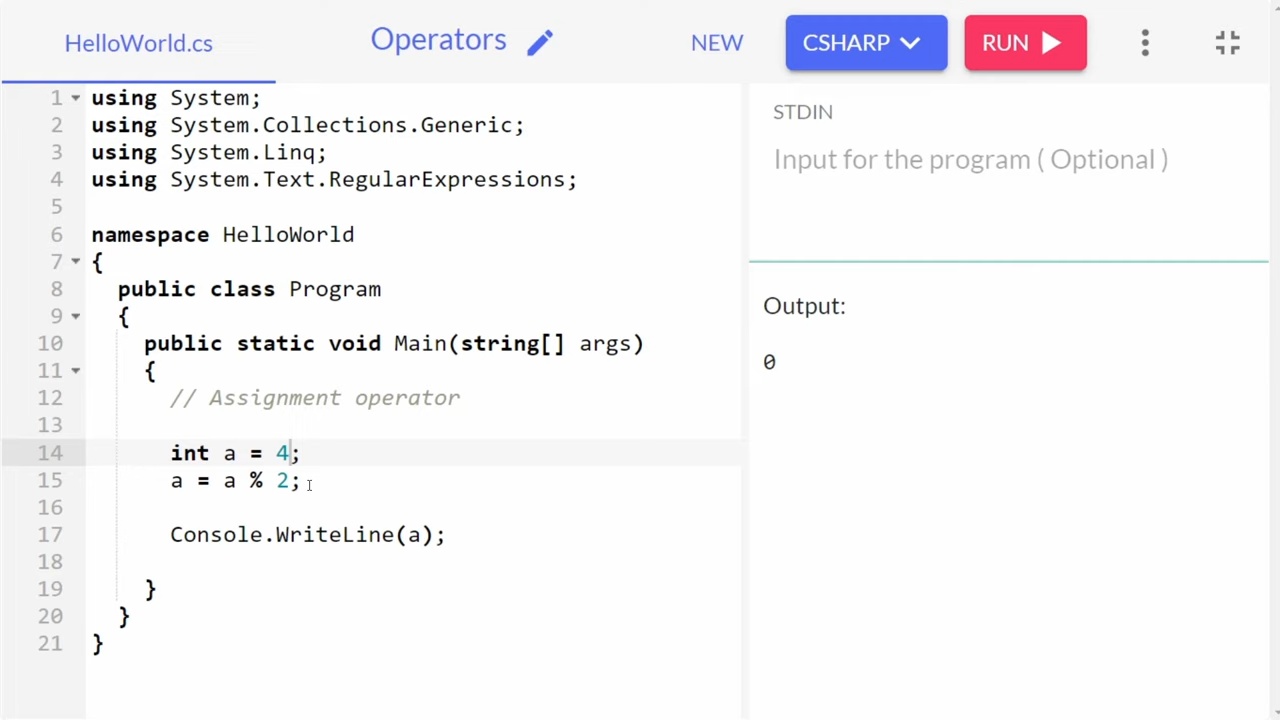 HelloWorld.cs
Operators
NEW
CSHARP
RUN
1 using System;
2 using System.Collections.Generic;
3 using System.Linq;
4 using System.Text.RegularExpressions;
5
6 namespace HelloWorld
7 {
8 public class Program
9 {
10 public static void Main(string[] args)
11 {
12 // Assignment operator
13
14 int a = 4;
15 a = a % 2;
16
17 Console.WriteLine(a);
18
19 }
20 }
21 }
STDIN
Input for the program ( Optional )
Output:
0